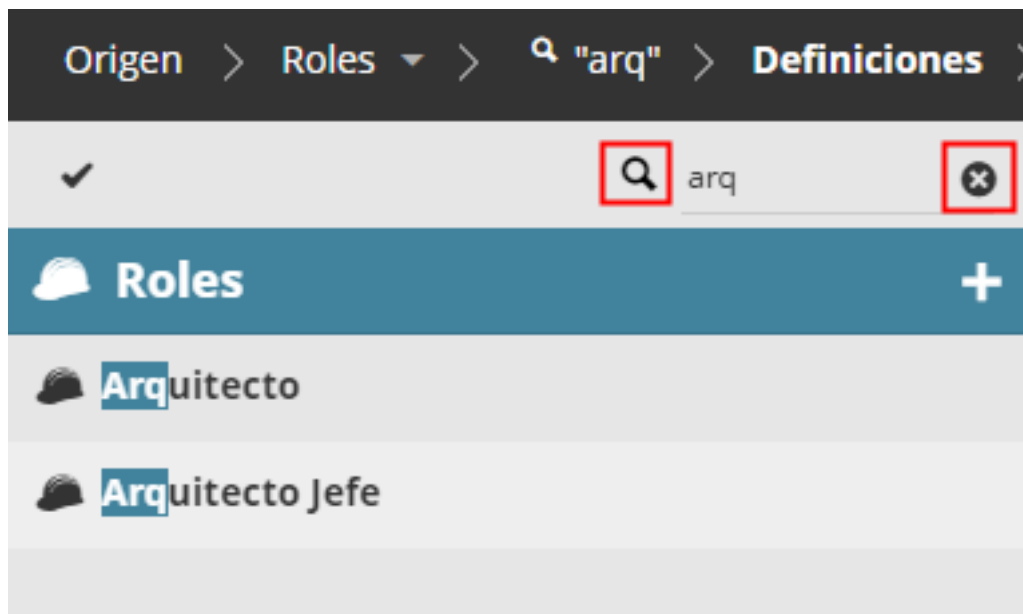 Origen > Roles > "arq" > Definiciones
arq
Roles
Arquitecto
Arquitecto Jefe